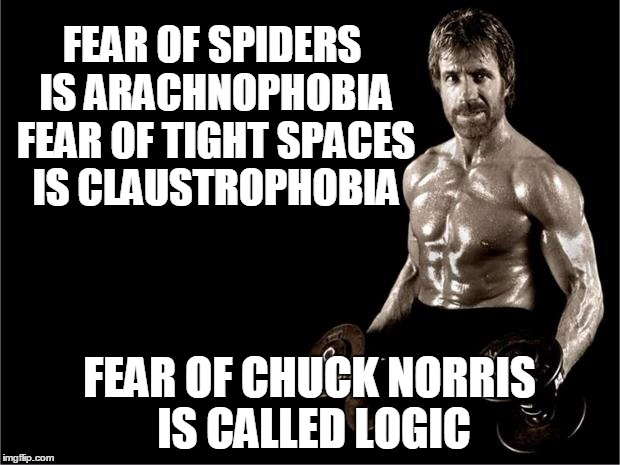 FEAR OF SPIDERS
IS ARACHNOPHOBIA
FEAR OF TIGHT SPACES
IS CLAUSTROPHOBIA
FEAR OF CHUCK NORRIS
IS CALLED LOGIC
imgflip.com